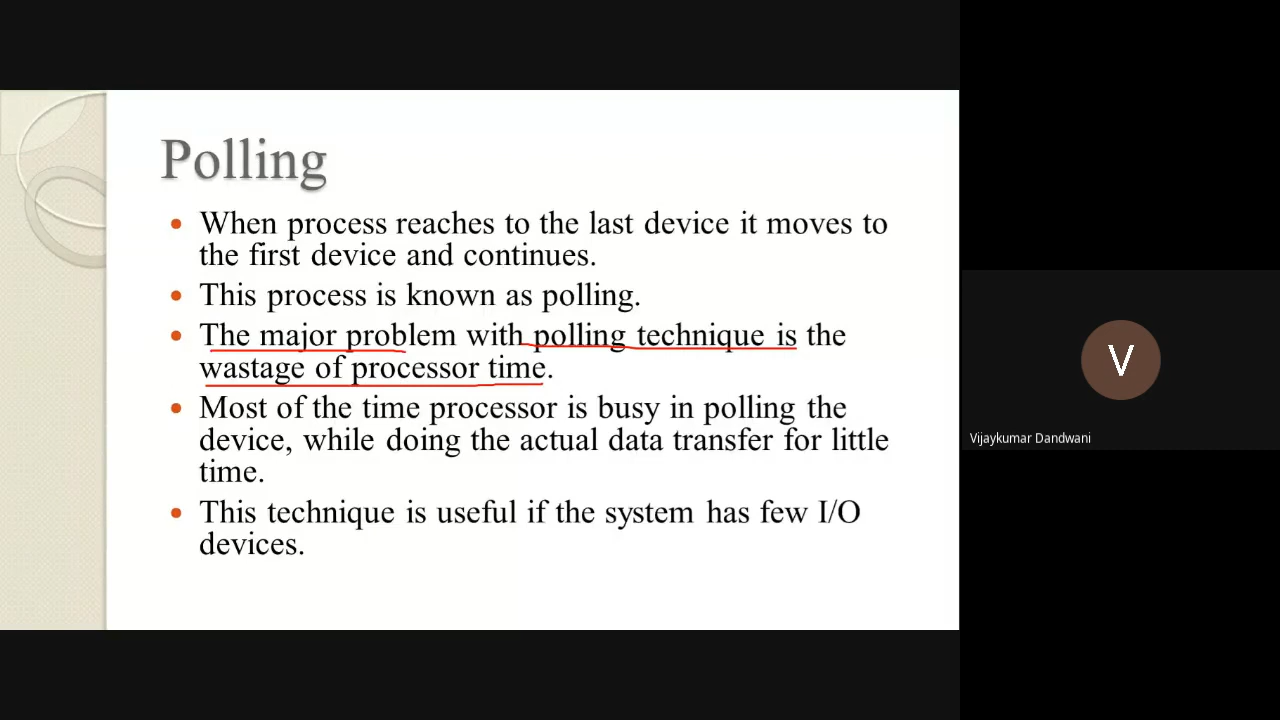 Polling
• When process reaches to the last device it moves to
the first device and continues.
• This process is known as polling.
• The major problem with polling technique is the
wastage of processor time.
• Most of the time processor is busy in polling the
device, while doing the actual data transfer for little
time.
• This technique is useful if the system has few I/O
devices.
V
Vijaykumar Dandwani